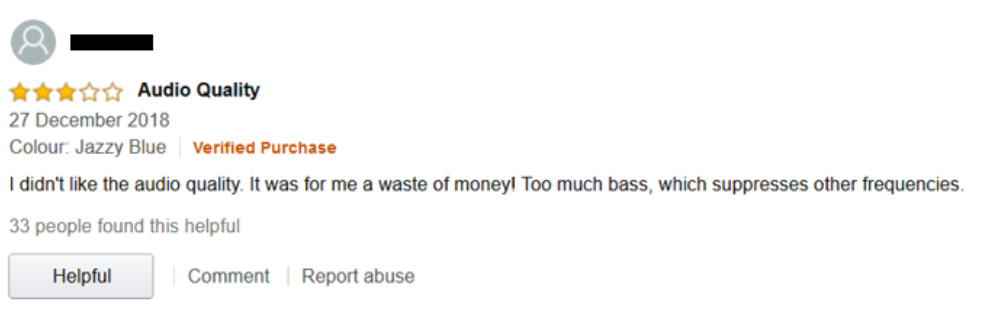 Audio Quality
27 December 2018
Colour: Jazzy Blue Verified Purchase
I didn't like the audio quality. It was for me a waste of money! Too much bass, which suppresses other frequencies.
33 people found this helpful
Helpful Comment Report abuse